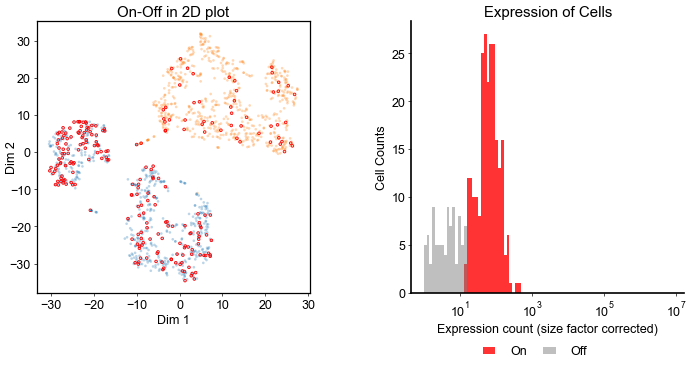 On-Off in 2D plot
30
20
10
0
−10
−20
−30
Dim 2
−30 −20 −10 0 10 20 30
Dim 1
Expression of Cells
25
20
15
10
5
0
Cell Counts
10^1 10^3 10^5 10^7
Expression count (size factor corrected)
On Off